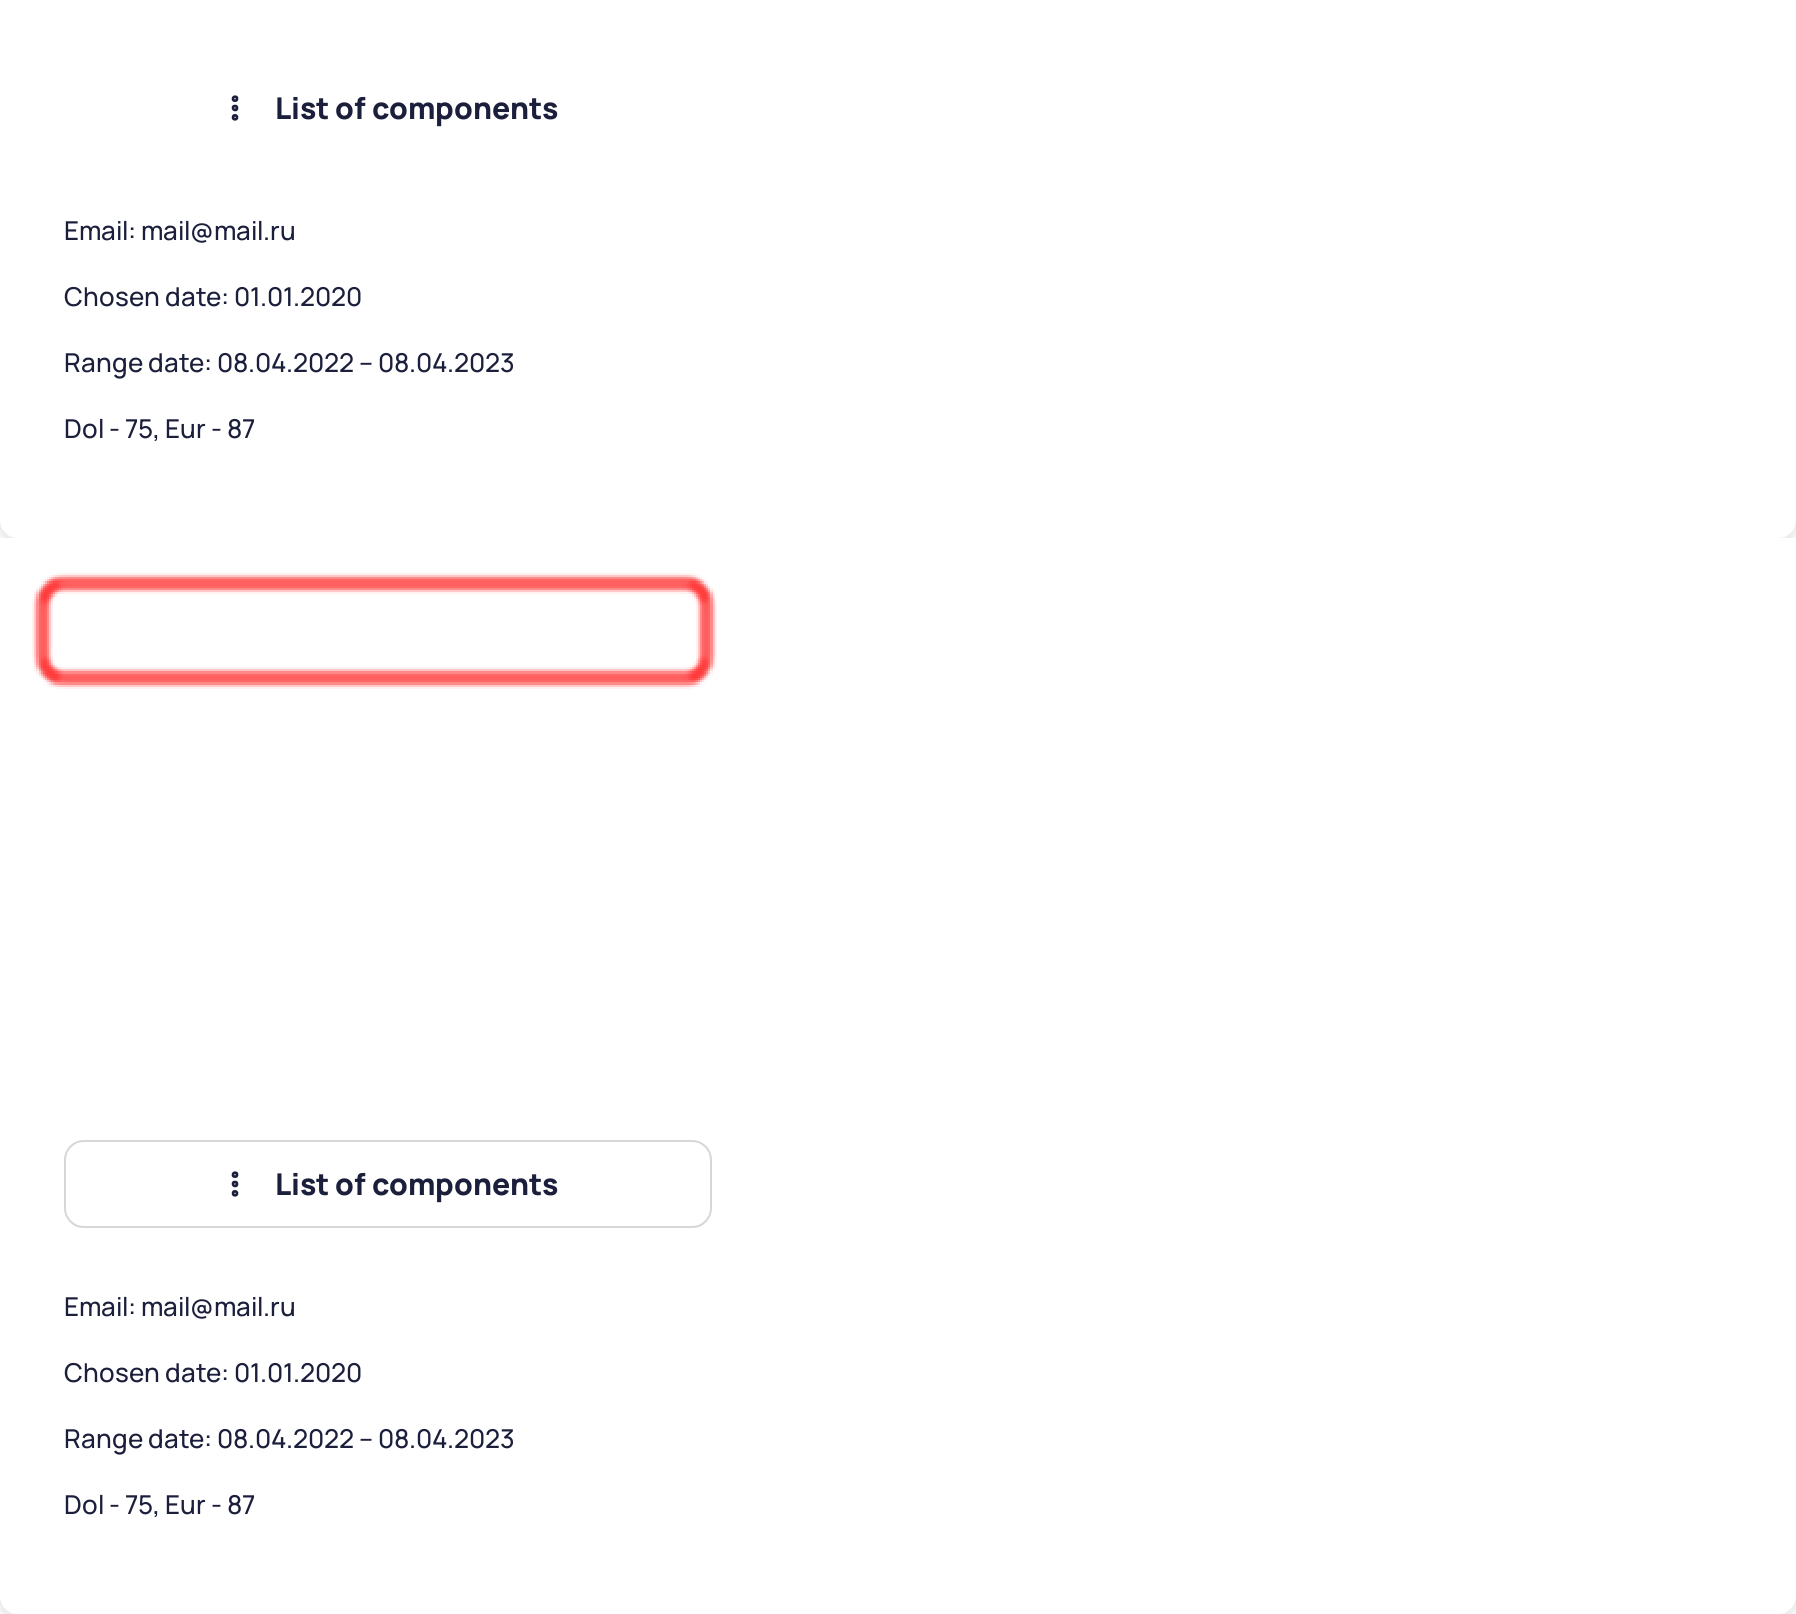 List of components
Email: mail@mail.ru
Chosen date: 01.01.2020
Range date: 08.04.2022 – 08.04.2023
Dol - 75, Eur - 87
List of components
Email: mail@mail.ru
Chosen date: 01.01.2020
Range date: 08.04.2022 – 08.04.2023
Dol - 75, Eur - 87